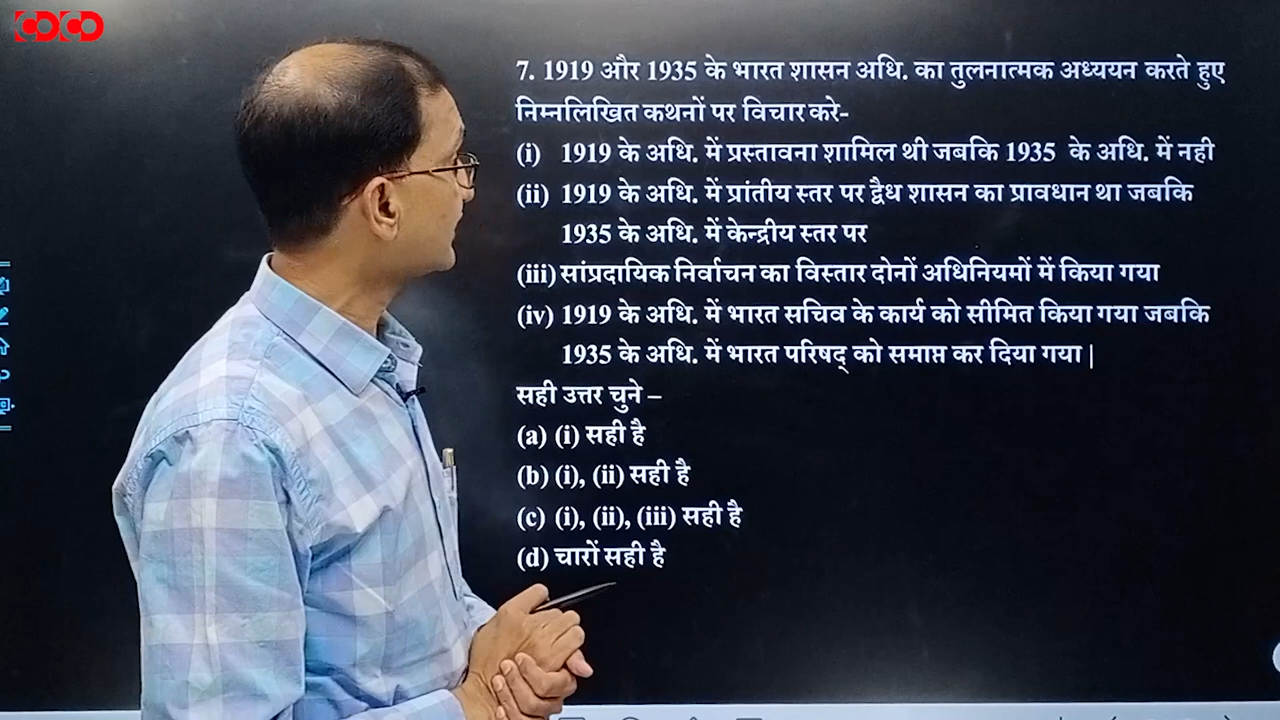 COCO
7. 1919 और 1935 के भारत शासन अधि. का तुलनात्मक अध्ययन करते हुए
निम्नलिखित कथनों पर विचार करे-
(i) 1919 के अधि. में प्रस्तावना शामिल थी जबकि 1935 के अधि. में नही
(ii) 1919 के अधि. में प्रांतीय स्तर पर द्वैध शासन का प्रावधान था जबकि
1935 के अधि. में केन्द्रीय स्तर पर
(iii) सांप्रदायिक निर्वाचन का विस्तार दोनों अधिनियमों में किया गया
(iv) 1919 के अधि. में भारत सचिव के कार्य को सीमित किया गया जबकि
1935 के अधि. में भारत परिषद् को समाप्त कर दिया गया |
सही उत्तर चुने –
(a) (i) सही है
(b) (i), (ii) सही है
(c) (i), (ii), (iii) सही है
(d) चारों सही है